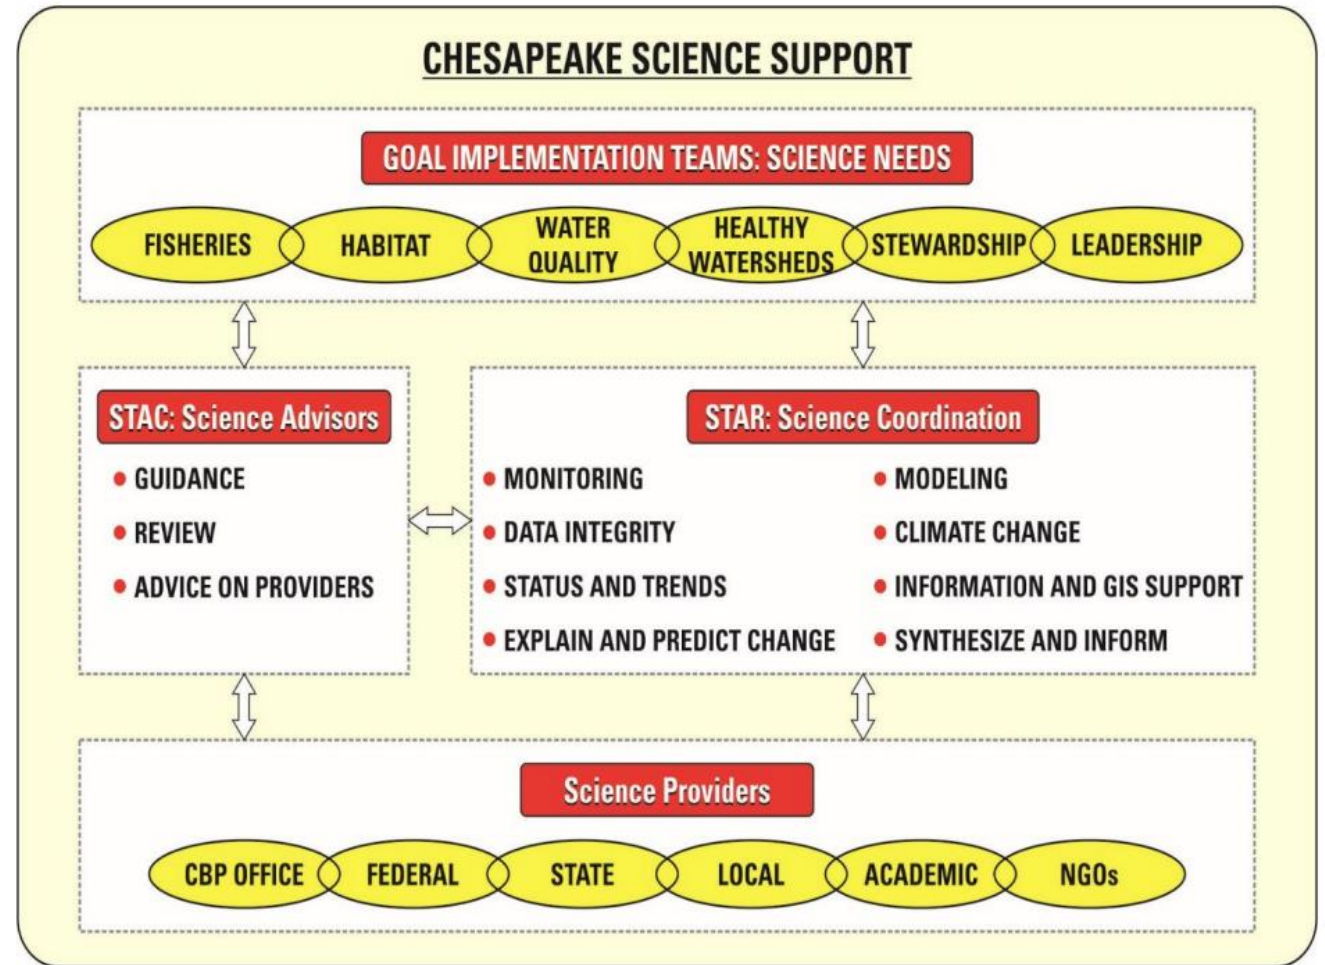 CHESAPEAKE SCIENCE SUPPORT
GOAL IMPLEMENTATION TEAMS: SCIENCE NEEDS
FISHERIES
HABITAT
WATER
QUALITY
HEALTHY
WATERSHEDS
STEWARDSHIP
LEADERSHIP
STAC: Science Advisors
GUIDANCE
REVIEW
ADVICE ON PROVIDERS
STAR: Science Coordination
MONITORING
DATA INTEGRITY
STATUS AND TRENDS
EXPLAIN AND PREDICT CHANGE
MODELING
CLIMATE CHANGE
INFORMATION AND GIS SUPPORT
SYNTHESIZE AND INFORM
Science Providers
CBP OFFICE
FEDERAL
STATE
LOCAL
ACADEMIC
NGOs